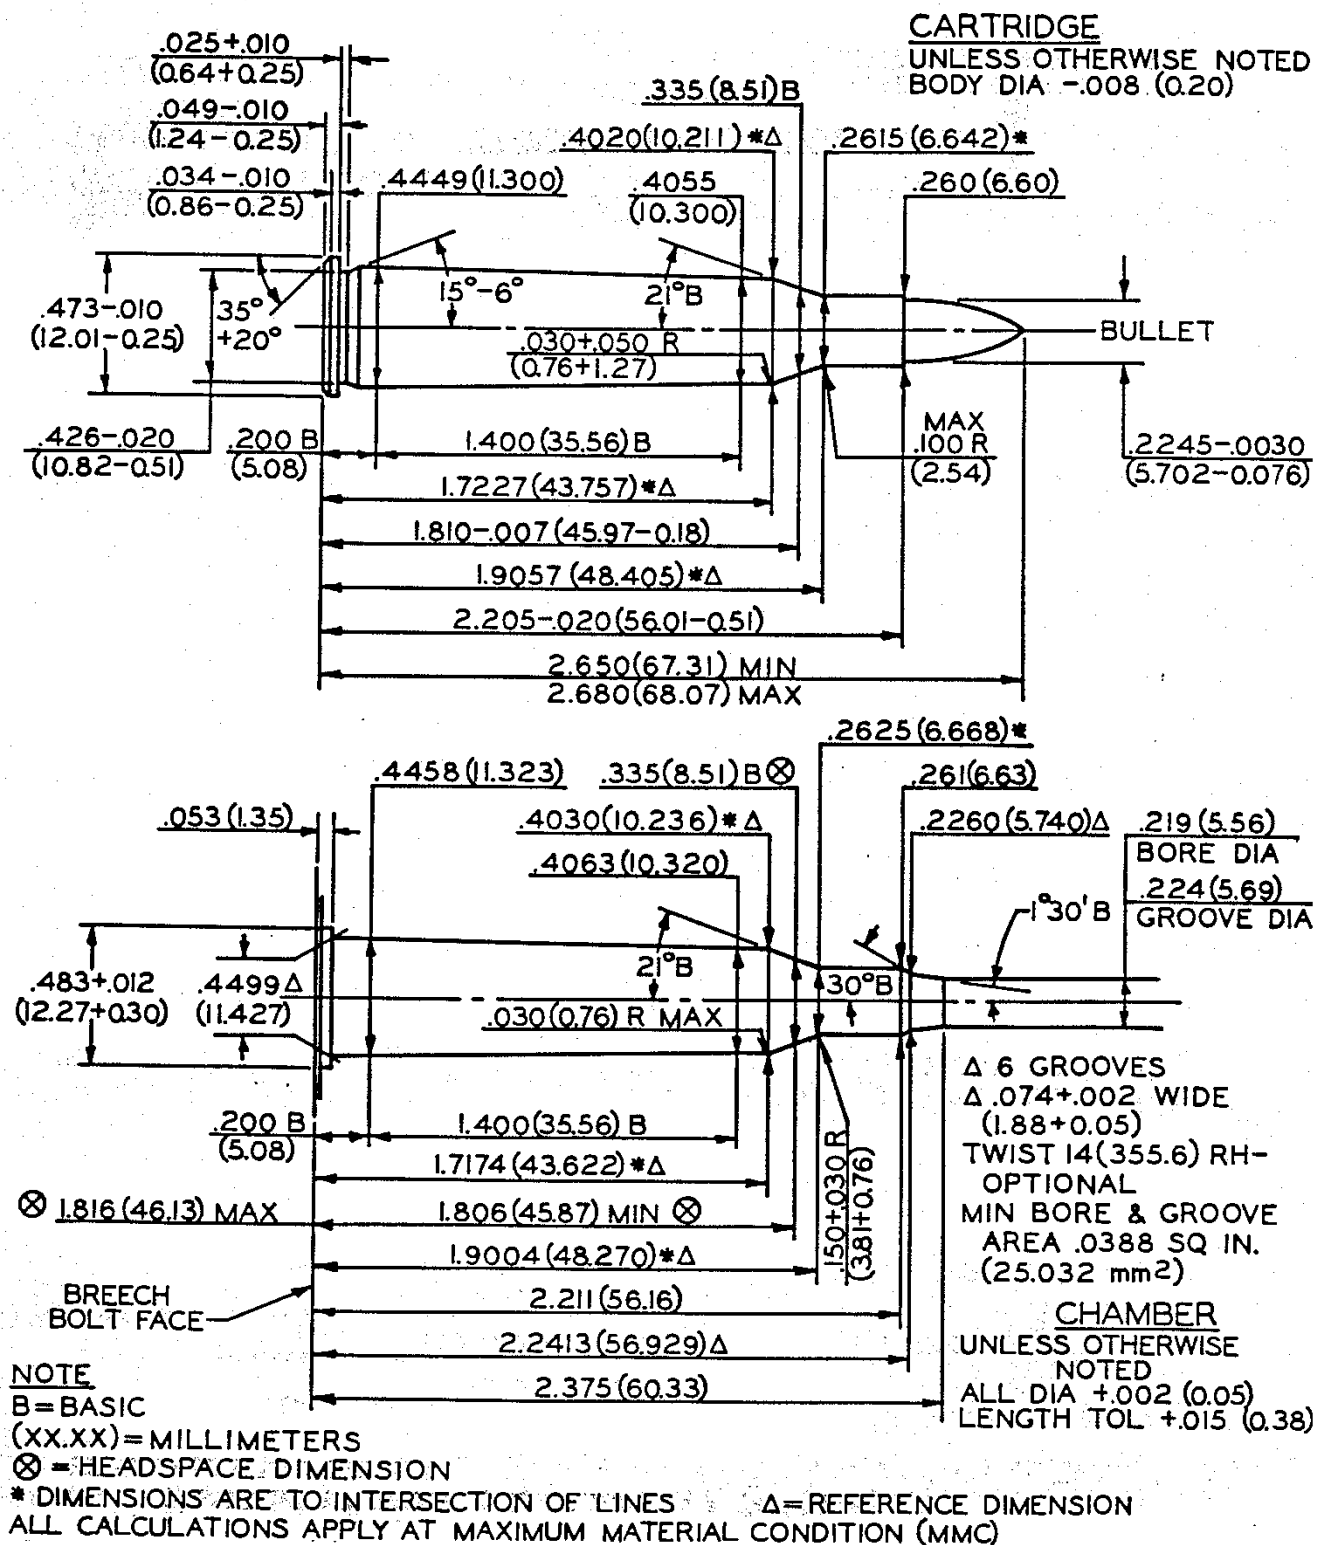 CARTRIDGE
UNLESS OTHERWISE NOTED
BODY DIA -.008 (0.20)
.025+.010
(0.64+0.25)
.049-.010
(1.24-0.25)
.034-.010
(0.86-0.25)
.335(8.51)B
.4020(10.211)*Δ
.2615(6.642)*
.4449(11.300)
.4055
(10.300)
.260(6.60)
.473-.010
(12.01-0.25)
35°
+20°
15°-6°
21°B
.030+.050 R
(0.76+1.27)
BULLET
.426-.020
(10.82-0.51)
.200 B
(5.08)
1.400(35.56)B
MAX
.100 R
(2.54)
.2245-.0030
(5.702-0.076)
1.7227(43.757)*Δ
1.810-.007(45.97-0.18)
1.9057(48.405)*Δ
2.205-.020(56.01-0.51)
2.650(67.31) MIN
2.680(68.07) MAX
.2625(6.668)*
.4458(11.323)
.335(8.51)B⊗
.261(6.63)
.053(1.35)
.4030(10.236)*Δ
.2260(5.740)Δ
.219(5.56)
BORE DIA
.4063(10.320)
.224(5.69)
GROOVE DIA
1°30'B
21°B
30°B
.483+.012
(12.27+0.30)
.4499Δ
(11.427)
.030(0.76) R MAX
.200 B
(5.08)
1.400(35.56) B
1.7174(43.622)*Δ
.150+.030 R
(3.81+0.76)
⊗ 1.816(46.13) MAX
1.806(45.87) MIN ⊗
1.9004(48.270)*Δ
BREECH
BOLT FACE
2.211(56.16)
2.2413(56.929)Δ
2.375(60.33)
Δ 6 GROOVES
Δ .074+.002 WIDE
(1.88+0.05)
TWIST 14(355.6) RH-
OPTIONAL
MIN BORE & GROOVE
AREA .0388 SQ IN.
(25.032 mm2)
CHAMBER
UNLESS OTHERWISE
NOTED
ALL DIA +.002 (0.05)
LENGTH TOL +.015 (0.38)
NOTE
B=BASIC
(XX.XX)=MILLIMETERS
⊗ =HEADSPACE DIMENSION
* DIMENSIONS ARE TO INTERSECTION OF LINES Δ=REFERENCE DIMENSION
ALL CALCULATIONS APPLY AT MAXIMUM MATERIAL CONDITION (MMC)